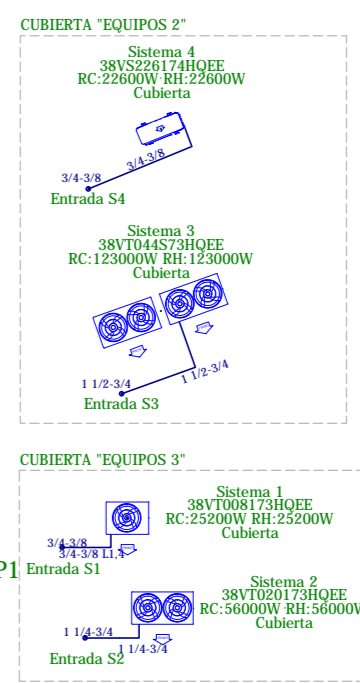 CUBIERTA "EQUIPOS 2"
Sistema 4
38VS226174HQEE
RC:22600W RH:22600W
Cubierta
3/4-3/8
3/4-3/8
Entrada S4
Sistema 3
38VT044S73HQEE
RC:123000W RH:123000W
Cubierta
1 1/2-3/4
1 1/2-3/4
Entrada S3
CUBIERTA "EQUIPOS 3"
Sistema 1
38VT008173HQEE
RC:25200W RH:25200W
Cubierta
3/4-3/8
3/4-3/8 L1,4
P1
Entrada S1
Sistema 2
38VT020173HQEE
RC:56000W RH:56000W
Cubierta
1 1/4-3/4
1 1/4-3/4
Entrada S2